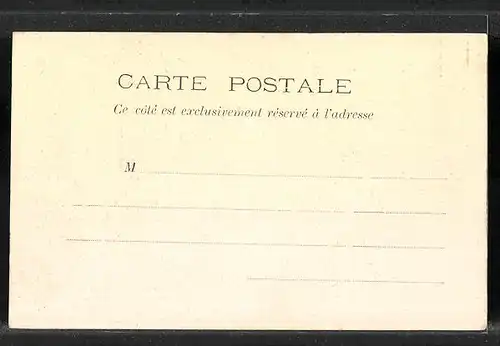 CARTE POSTALE
Ce côté est exclusivement réservé à l'adresse
M